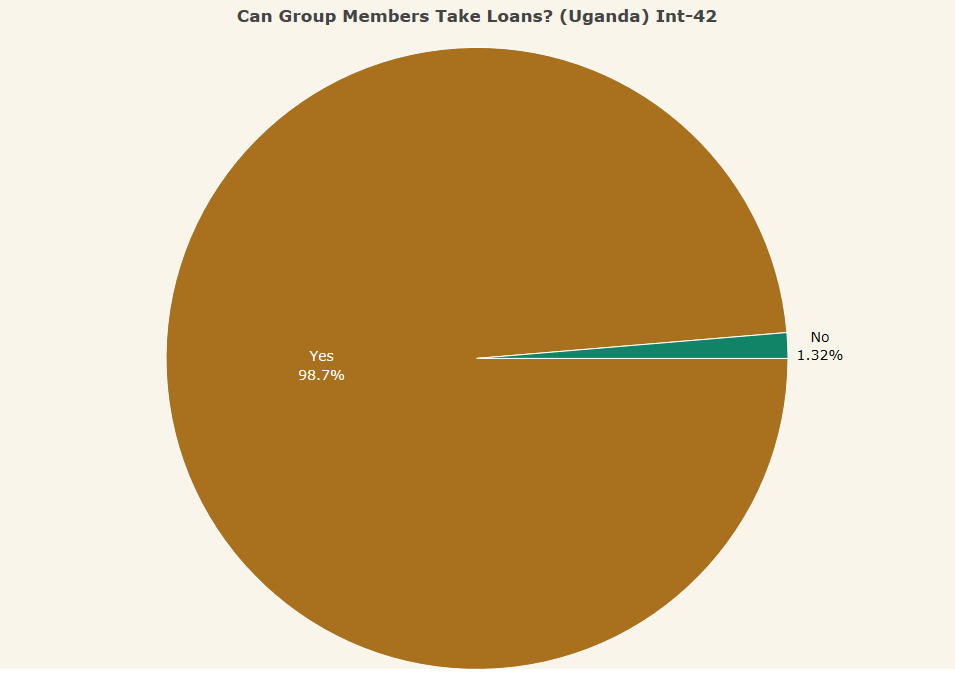 Can Group Members Take Loans? (Uganda) Int-42
No
1.32%
Yes
98.7%